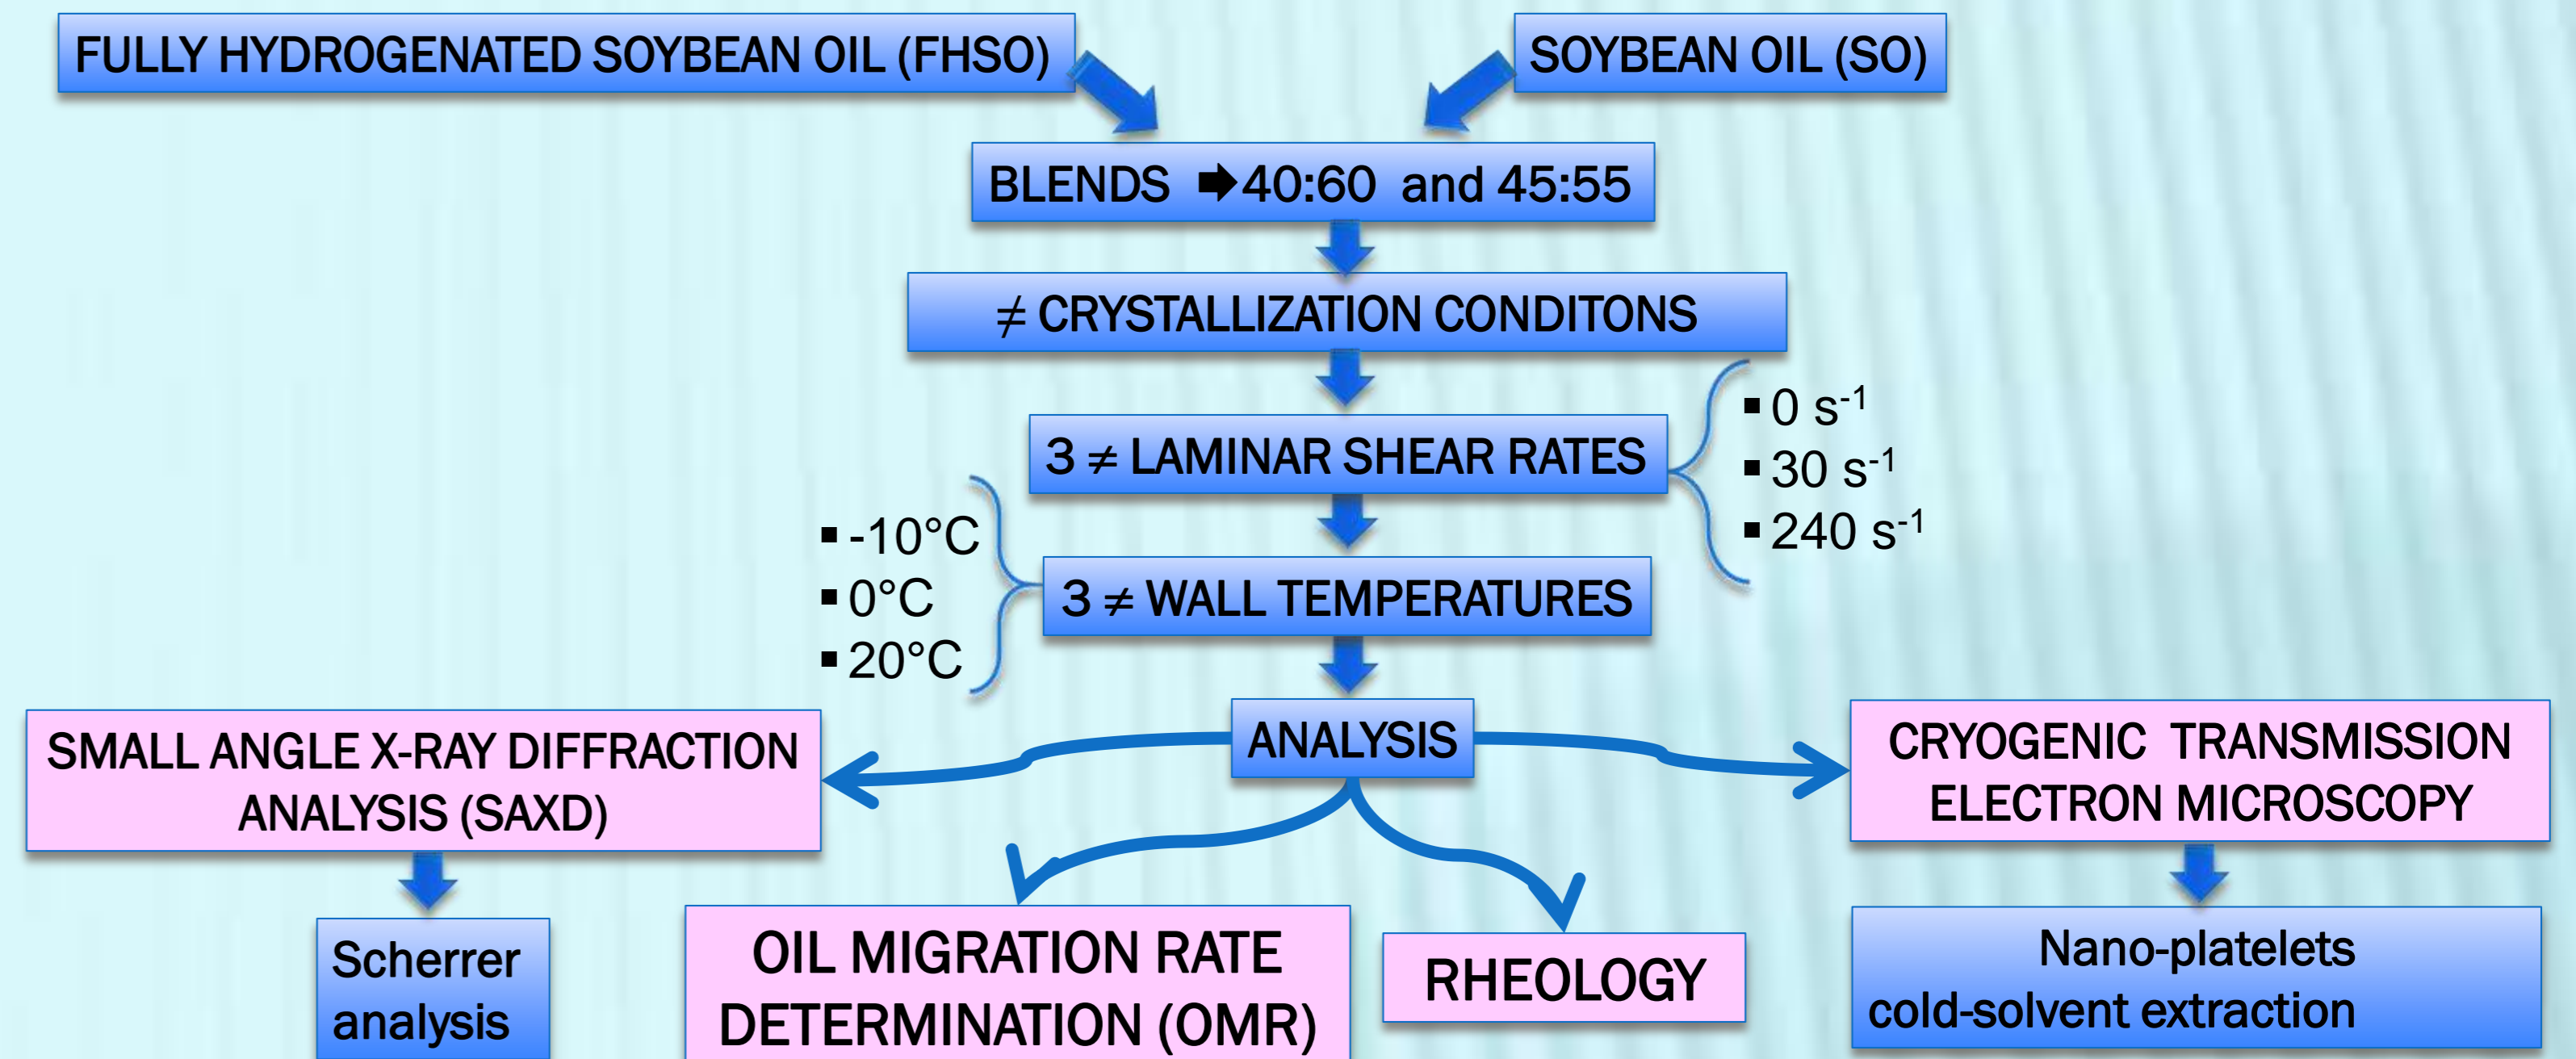 FULLY HYDROGENATED SOYBEAN OIL (FHSO)
SOYBEAN OIL (SO)
BLENDS 🡆40:60 and 45:55
≠ CRYSTALLIZATION CONDITONS
3 ≠ LAMINAR SHEAR RATES
▪ 0 s⁻¹
▪ 30 s⁻¹
▪ 240 s⁻¹
▪ -10°C
▪ 0°C
▪ 20°C
3 ≠ WALL TEMPERATURES
ANALYSIS
SMALL ANGLE X-RAY DIFFRACTION
ANALYSIS (SAXD)
Scherrer
analysis
OIL MIGRATION RATE
DETERMINATION (OMR)
RHEOLOGY
CRYOGENIC TRANSMISSION
ELECTRON MICROSCOPY
Nano-platelets
cold-solvent extraction